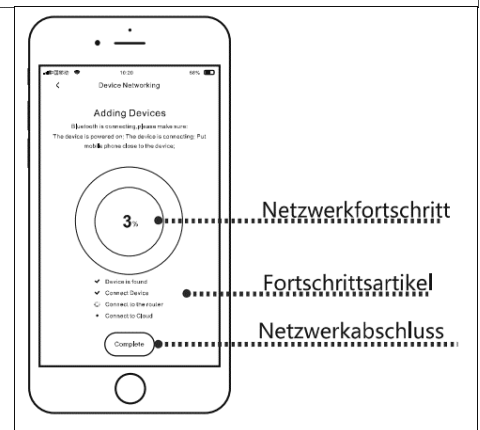 10:20
Device Networking
Adding Devices
Bluetooth is connecting, please make sure:
The device is powered on; The device is connecting; Put
mobile phone close to the device;
3%
Netzwerkfortschritt
Device is found
Connect Device
Fortschrittsartikel
Connect to the router
Connect to Cloud
Netzwerkabschluss
Complete